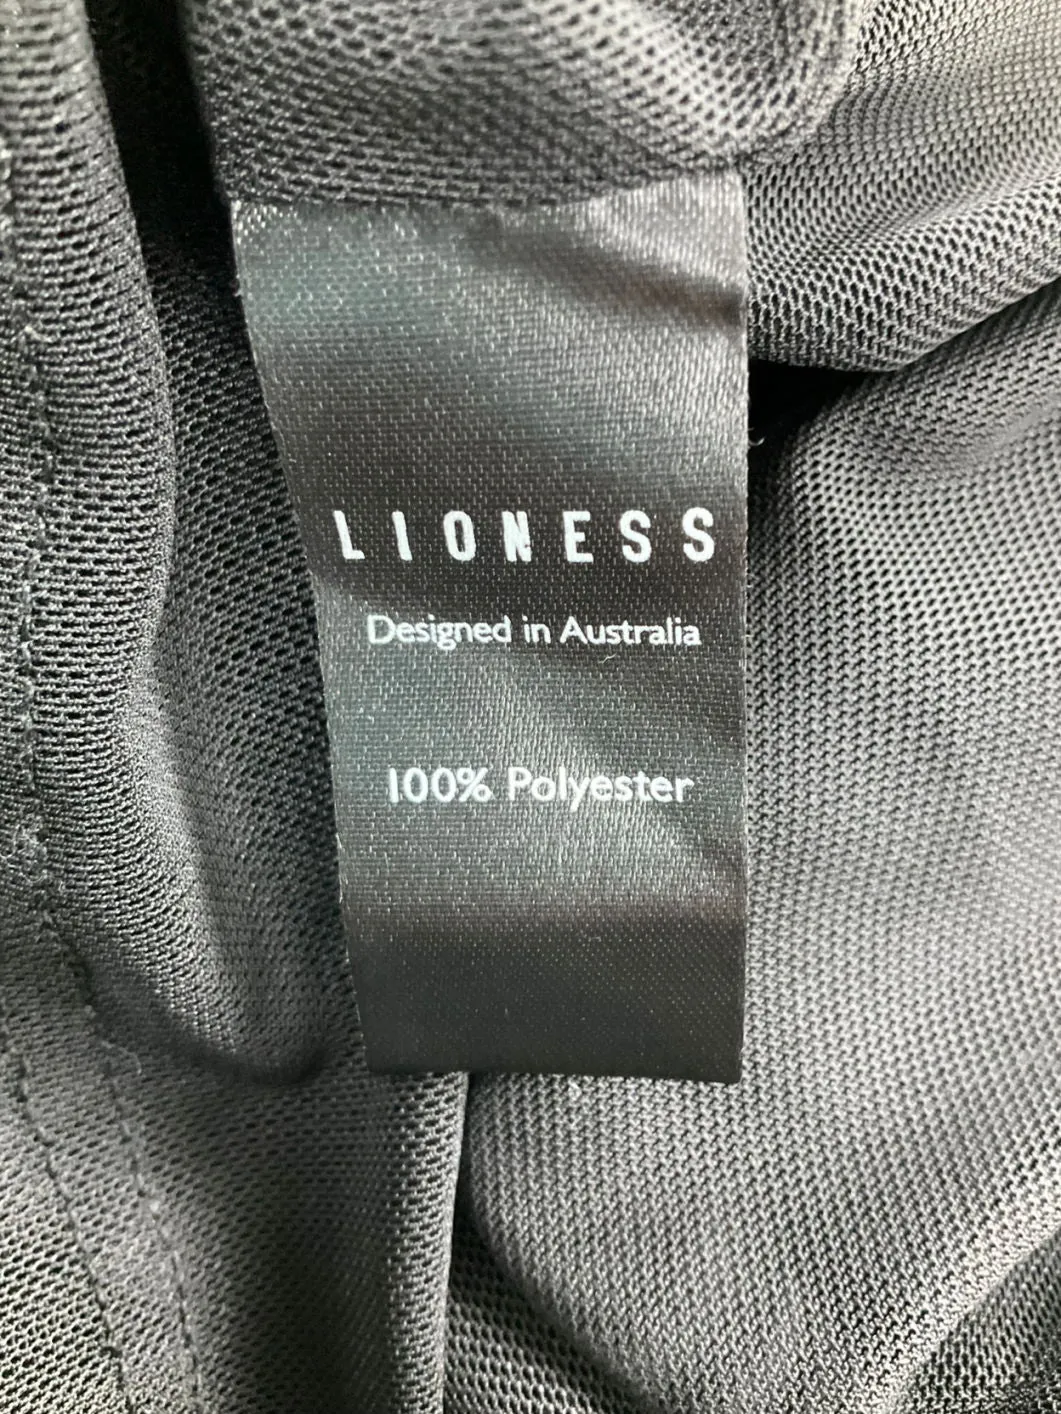 LIONESS
Designed in Australia
100% Polyester